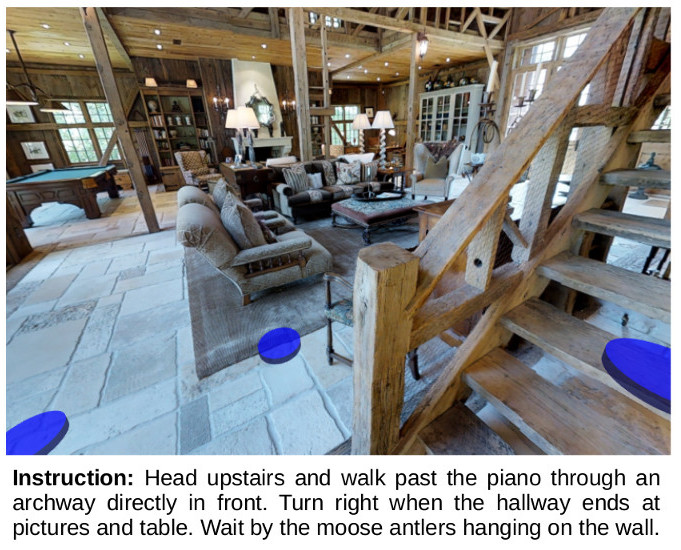 Instruction: Head upstairs and walk past the piano through an
archway directly in front. Turn right when the hallway ends at
pictures and table. Wait by the moose antlers hanging on the wall.